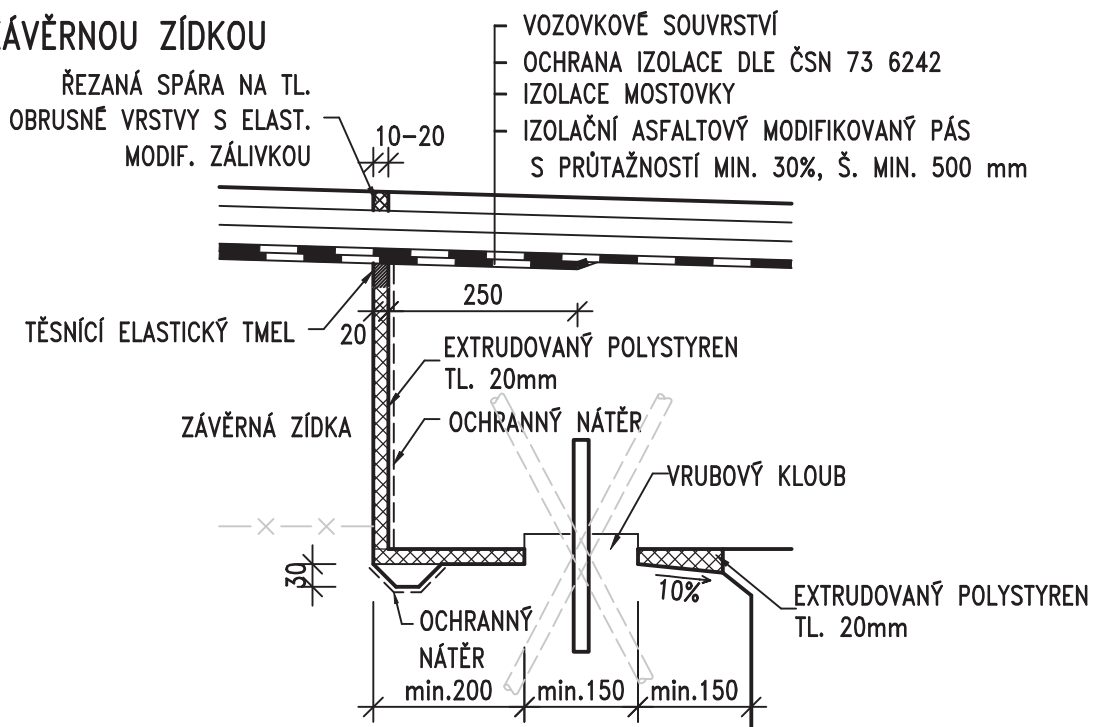 ZÁVĚRNOU ZÍDKOU
ŘEZANÁ SPÁRA NA TL.
OBRUSNÉ VRSTVY S ELAST.
MODIF. ZÁLIVKOU
10-20
VOZOVKOVÉ SOUVRSTVÍ
OCHRANA IZOLACE DLE ČSN 73 6242
IZOLACE MOSTOVKY
IZOLAČNÍ ASFALTOVÝ MODIFIKOVANÝ PÁS
S PRŮTAŽNOSTÍ MIN. 30%, Š. MIN. 500 mm
250
TĚSNÍCÍ ELASTICKÝ TMEL
20
EXTRUDOVANÝ POLYSTYREN
TL. 20mm
ZÁVĚRNÁ ZÍDKA
OCHRANNÝ NÁTĚR
VRUBOVÝ KLOUB
30
10%
EXTRUDOVANÝ POLYSTYREN
TL. 20mm
OCHRANNÝ
NÁTĚR
min.200
min.150
min.150